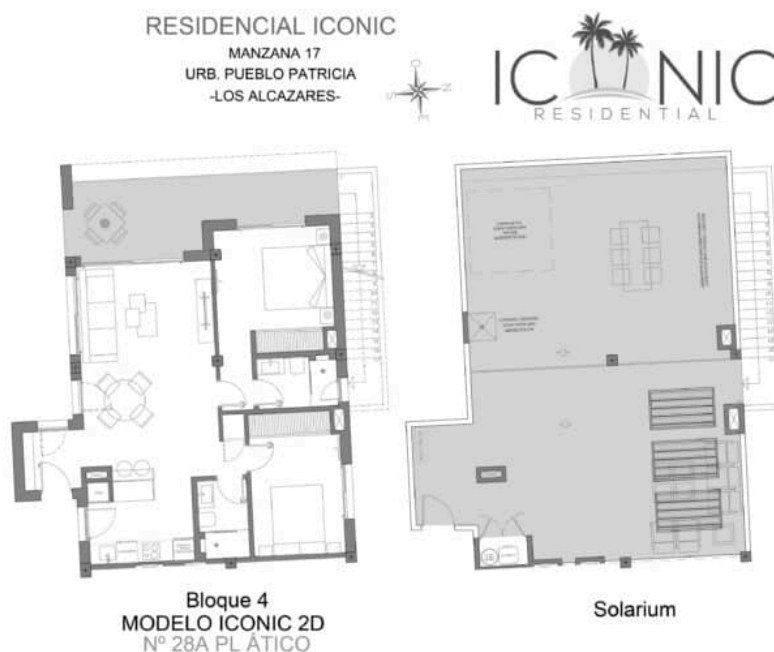 RESIDENCIAL ICONIC
MANZANA 17
URB. PUEBLO PATRICIA
-LOS ALCAZARES-
O
N
S
E
ICONIC
RESIDENTIAL
Bloque 4
MODELO ICONIC 2D
Nº 28A PL ÁTICO
Solarium